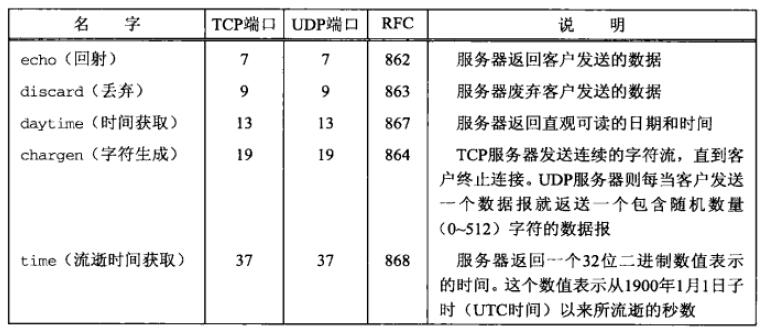 名 字 TCP端口 UDP端口 RFC 说 明
echo（回射） 7 7 862 服务器返回客户发送的数据
discard（丢弃） 9 9 863 服务器废弃客户发送的数据
daytime（时间获取） 13 13 867 服务器返回直观可读的日期和时间
chargen（字符生成） 19 19 864 TCP服务器发送连续的字符流，直到客
户终止连接。UDP服务器则每当客户发送
一个数据报就返送一个包含随机数量
（0~512）字符的数据报
time（流逝时间获取） 37 37 868 服务器返回一个32位二进制数值表示
的时间。这个数值表示从1900年1月1日子
时（UTC时间）以来所流逝的秒数